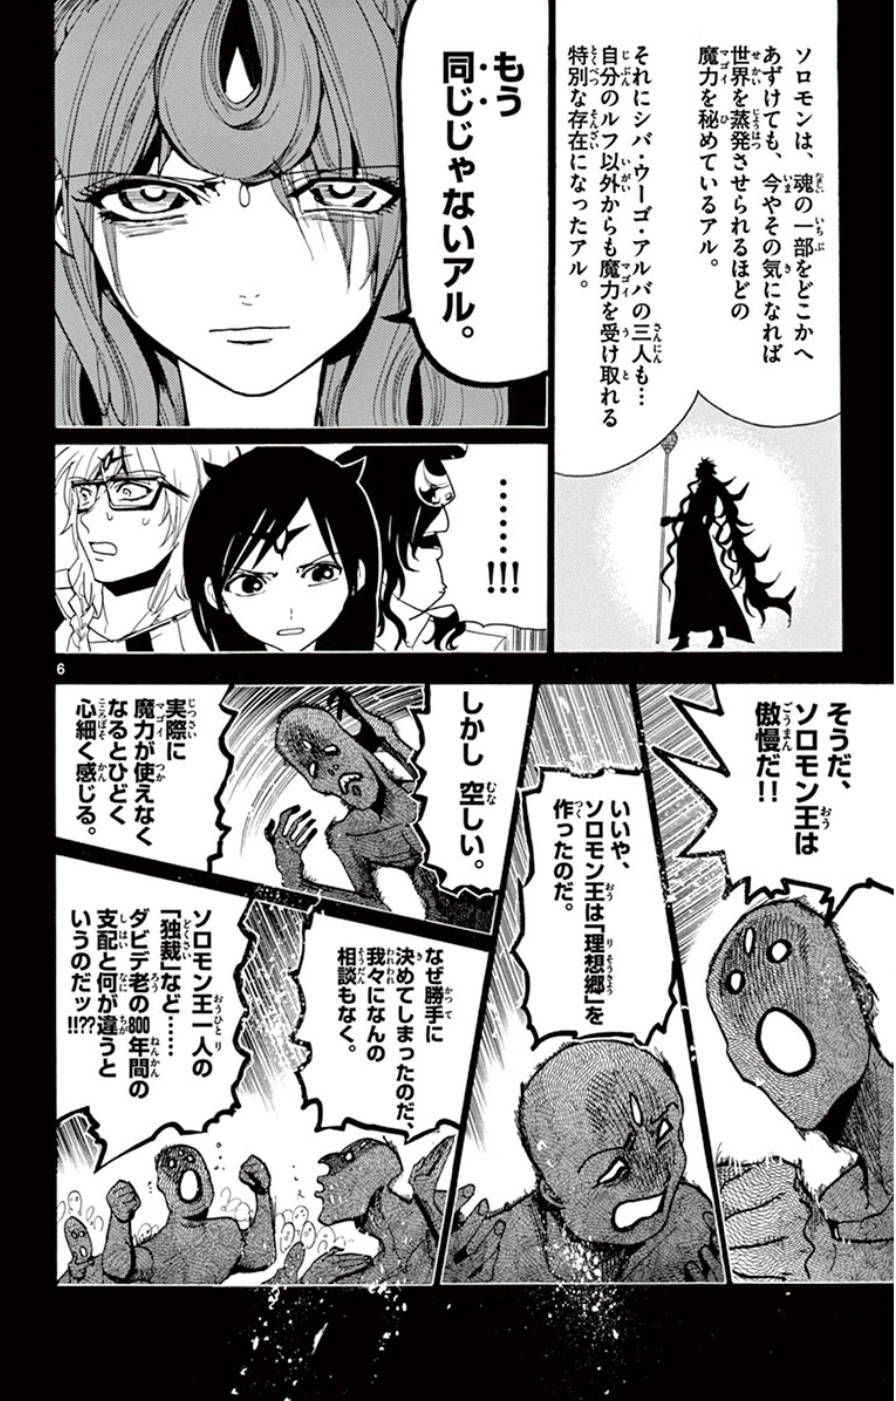 ソロモンは、魂の一部をどこかへ
あずけても、今やその気になれば
世界を蒸発させられるほどの
魔力を秘めているアル。
それにシバ・ウーゴ・アルバの三人も…
自分のルフ以外からも魔力を受け取れる
特別な存在になったアル。
もう
同じじゃないアル。
………!!!
6
そうだ、
ソロモン王は
傲慢だ!!
いいや、
ソロモン王は「理想郷」を
作ったのだ。
しかし 空しい。
実際に
魔力が使えなく
なるとひどく
心細く感じる。
なぜ勝手に
決めてしまったのだ、
我々になんの
相談もなく。
ソロモン王一人の
『独裁』など……
ダビデ老の800年間の
支配と何が違うと
いうのだッ!!??